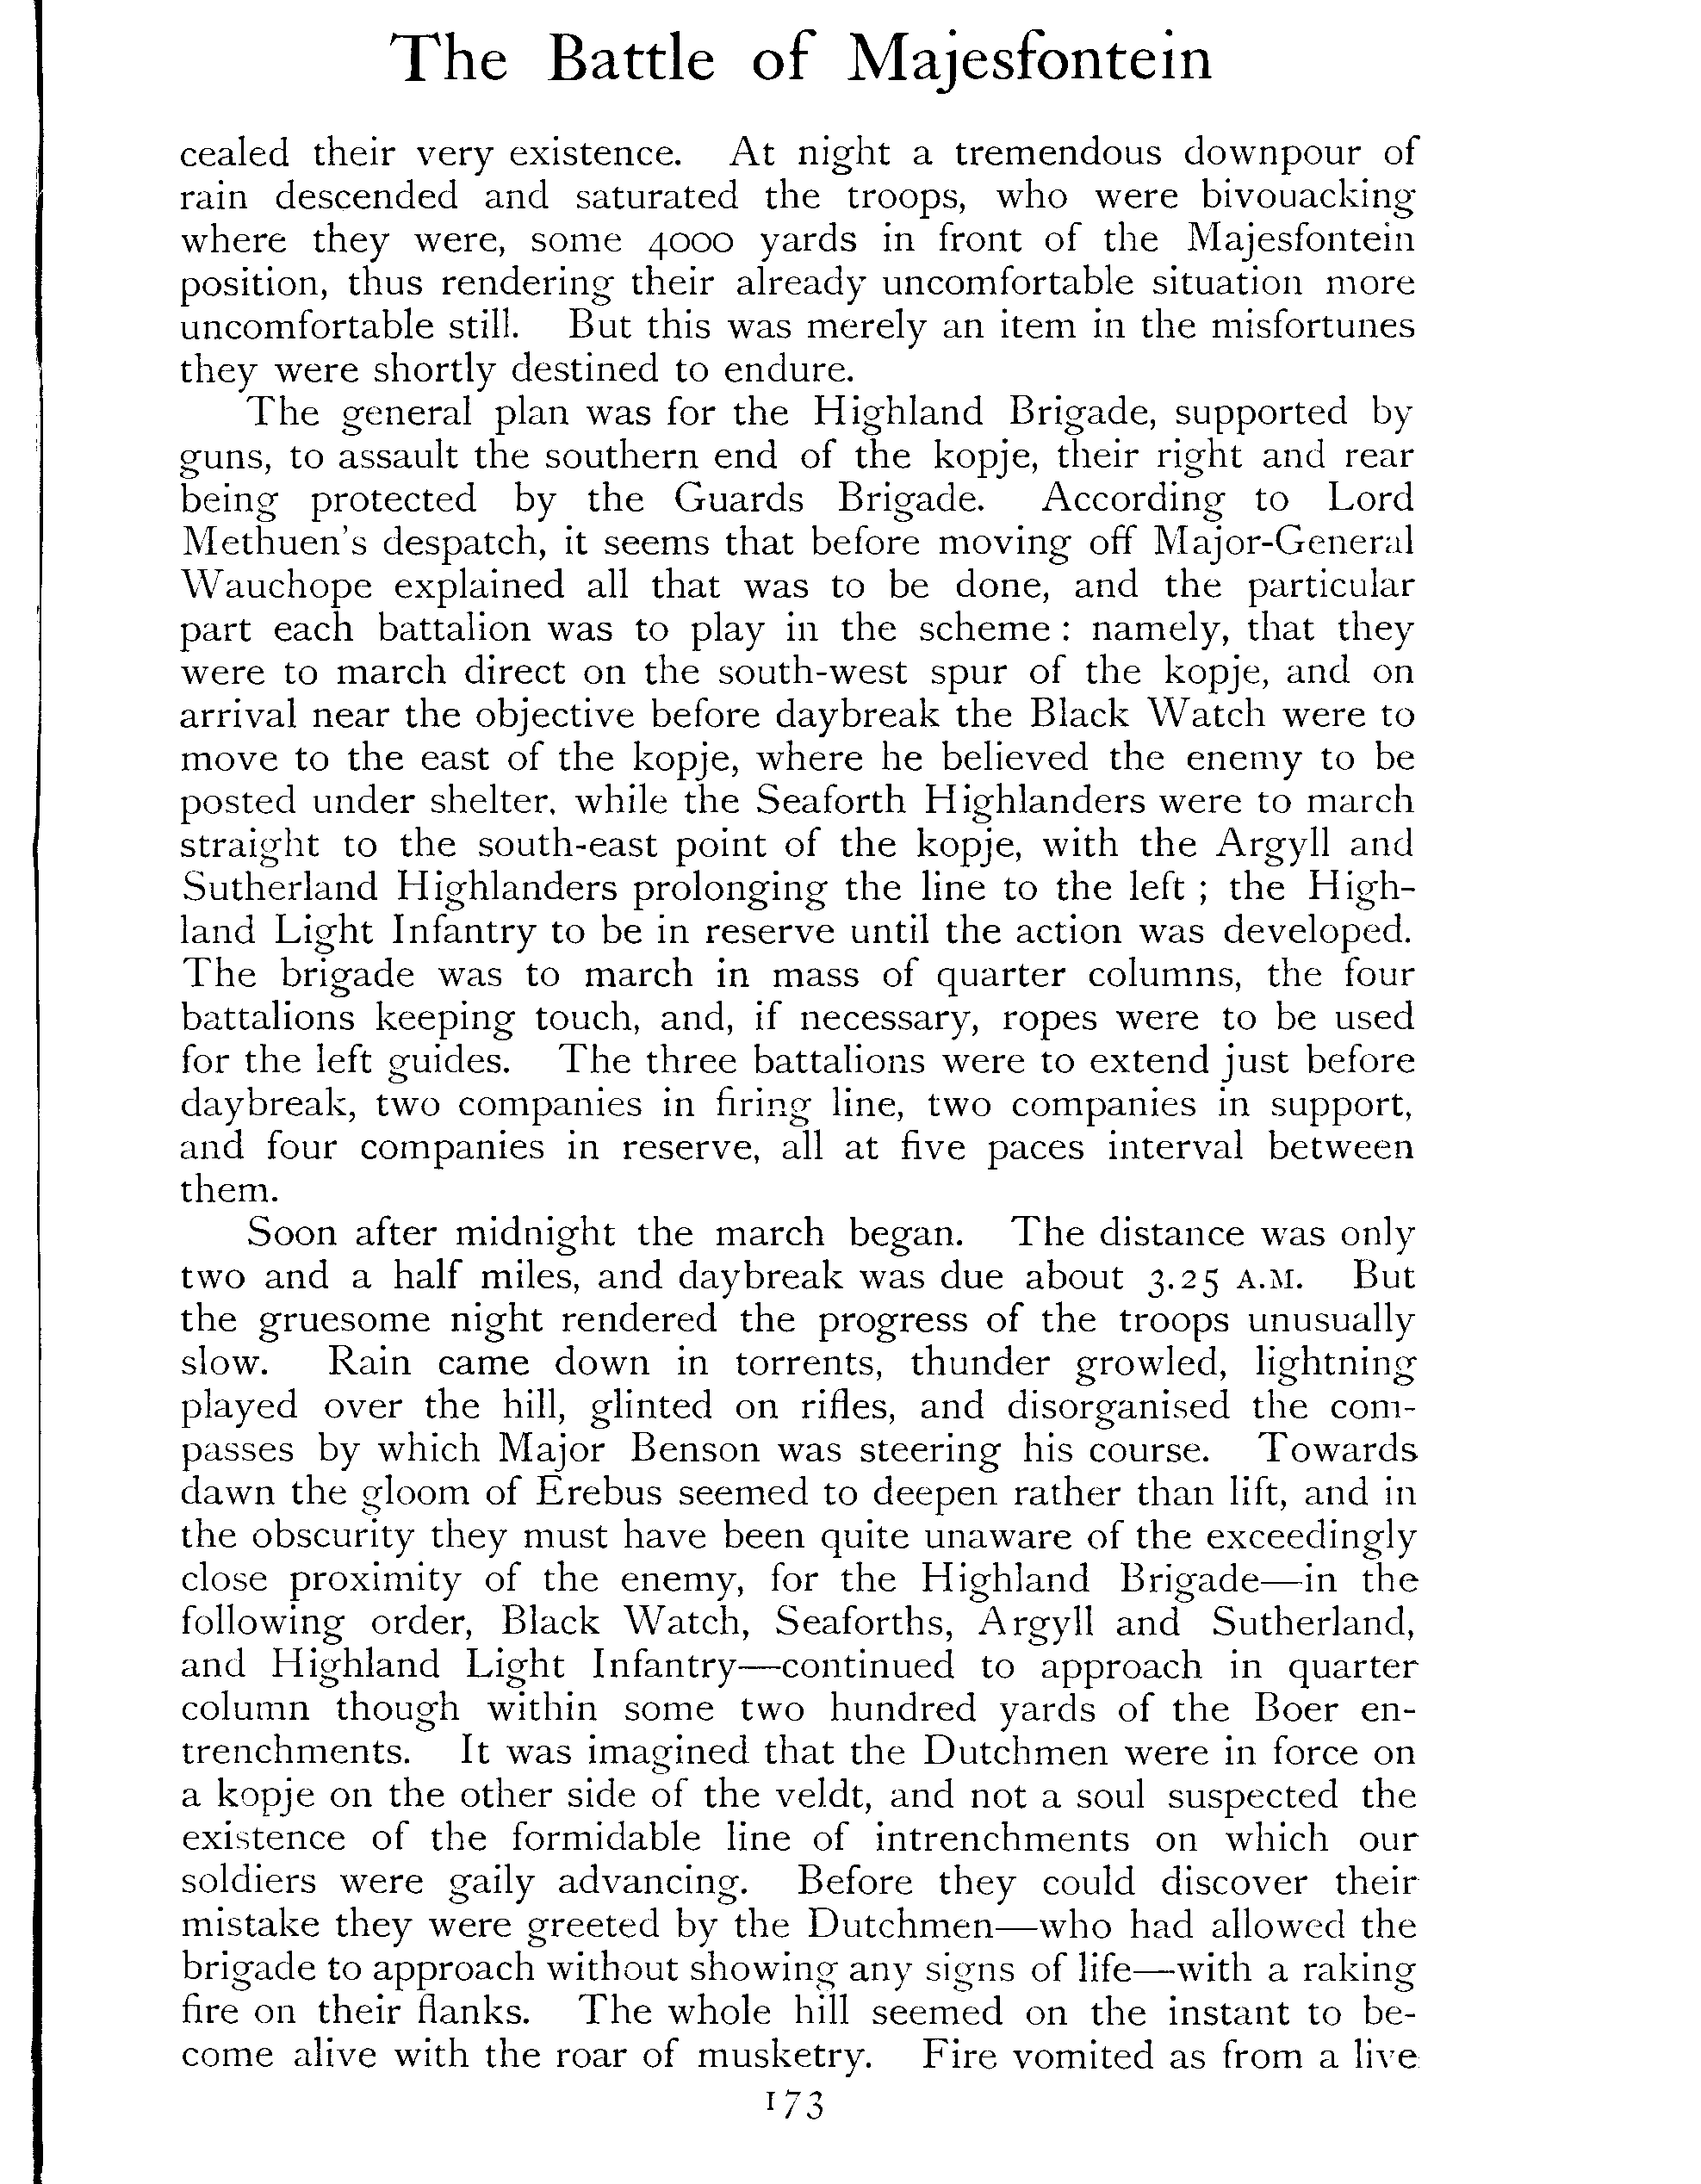 The Battle of Majesfontein
cealed their very existence. At night a tremendous downpour of
rain descended and saturated the troops, who were bivouacking
where they were, some 4000 yards in front of the Majesfontein
position, thus rendering their already uncomfortable situation more
uncomfortable still. But this was merely an item in the misfortunes
they were shortly destined to endure.
The general plan was for the Highland Brigade, supported by
guns, to assault the southern end of the kopje, their right and rear
being protected by the Guards Brigade. According to Lord
Methuen's despatch, it seems that before moving off Major-General
Wauchope explained all that was to be done, and the particular
part each battalion was to play in the scheme : namely, that they
were to march direct on the south-west spur of the kopje, and on
arrival near the objective before daybreak the Black Watch were to
move to the east of the kopje, where he believed the enemy to be
posted under shelter, while the Seaforth Highlanders were to march
straight to the south-east point of the kopje, with the Argyll and
Sutherland Highlanders prolonging the line to the left ; the High-
land Light Infantry to be in reserve until the action was developed.
The brigade was to march in mass of quarter columns, the four
battalions keeping touch, and, if necessary, ropes were to be used
for the left guides. The three battalions were to extend just before
daybreak, two companies in firing line, two companies in support,
and four companies in reserve, all at five paces interval between
them.
Soon after midnight the march began. The distance was only
two and a half miles, and daybreak was due about 3.25 A.M. But
the gruesome night rendered the progress of the troops unusually
slow. Rain came down in torrents, thunder growled, lightning
played over the hill, glinted on rifles, and disorganised the com-
passes by which Major Benson was steering his course. Towards
dawn the gloom of Erebus seemed to deepen rather than lift, and in
the obscurity they must have been quite unaware of the exceedingly
close proximity of the enemy, for the Highland Brigade—in the
following order, Black Watch, Seaforths, Argyll and Sutherland,
and Highland Light Infantry—continued to approach in quarter
column though within some two hundred yards of the Boer en-
trenchments. It was imagined that the Dutchmen were in force on
a kopje on the other side of the veldt, and not a soul suspected the
existence of the formidable line of intrenchments on which our
soldiers were gaily advancing. Before they could discover their
mistake they were greeted by the Dutchmen—who had allowed the
brigade to approach without showing any signs of life—with a raking
fire on their flanks. The whole hill seemed on the instant to be-
come alive with the roar of musketry. Fire vomited as from a live
173